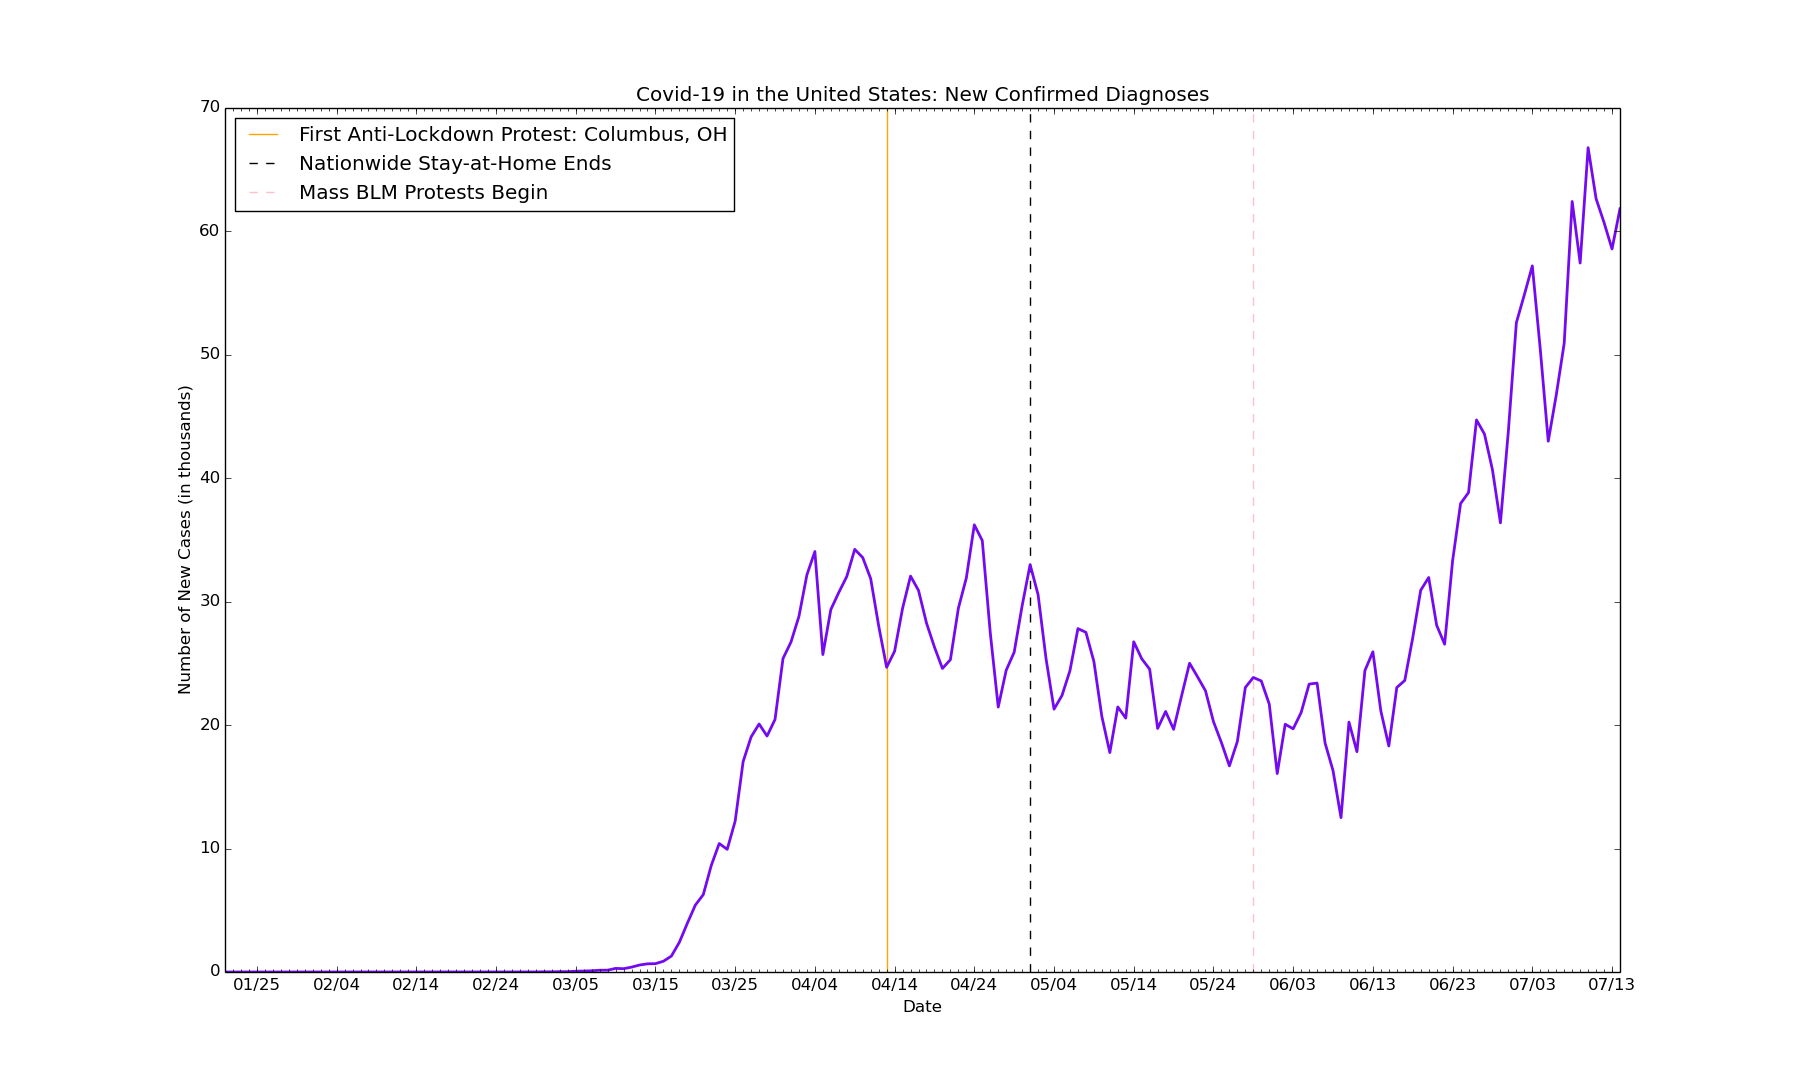 Covid-19 in the United States: New Confirmed Diagnoses
First Anti-Lockdown Protest: Columbus, OH
Nationwide Stay-at-Home Ends
Mass BLM Protests Begin
Number of New Cases (in thousands)
70
60
50
40
30
20
10
0
01/25 02/04 02/14 02/24 03/05 03/15 03/25 04/04 04/14 04/24 05/04 05/14 05/24 06/03 06/13 06/23 07/03 07/13
Date